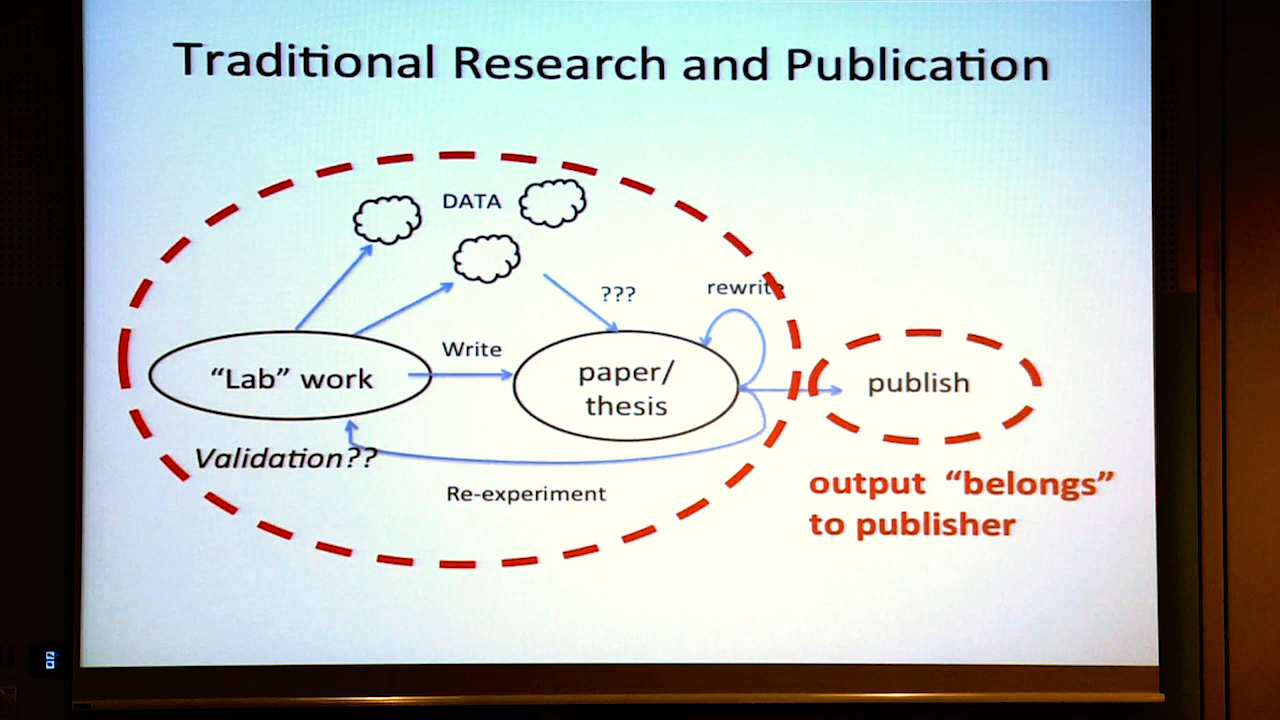 Traditional Research and Publication
DATA
???
rewrite
Write
“Lab” work
paper/
thesis
publish
Validation??
Re-experiment
output “belongs”
to publisher